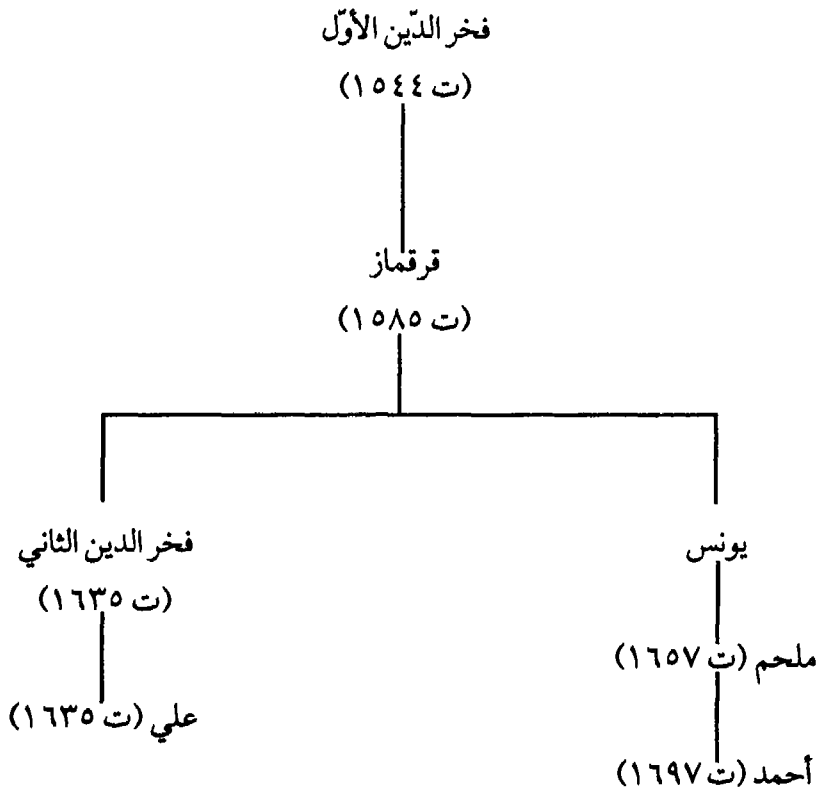 فخر الدّين الأوّل
(ت ١٥٤٤)
قرقماز
(ت ١٥٨٥)
يونس
فخر الدين الثاني
(ت ١٦٣٥)
ملحم (ت ١٦٥٧)
علي (ت ١٦٣٥)
أحمد (ت ١٦٩٧)